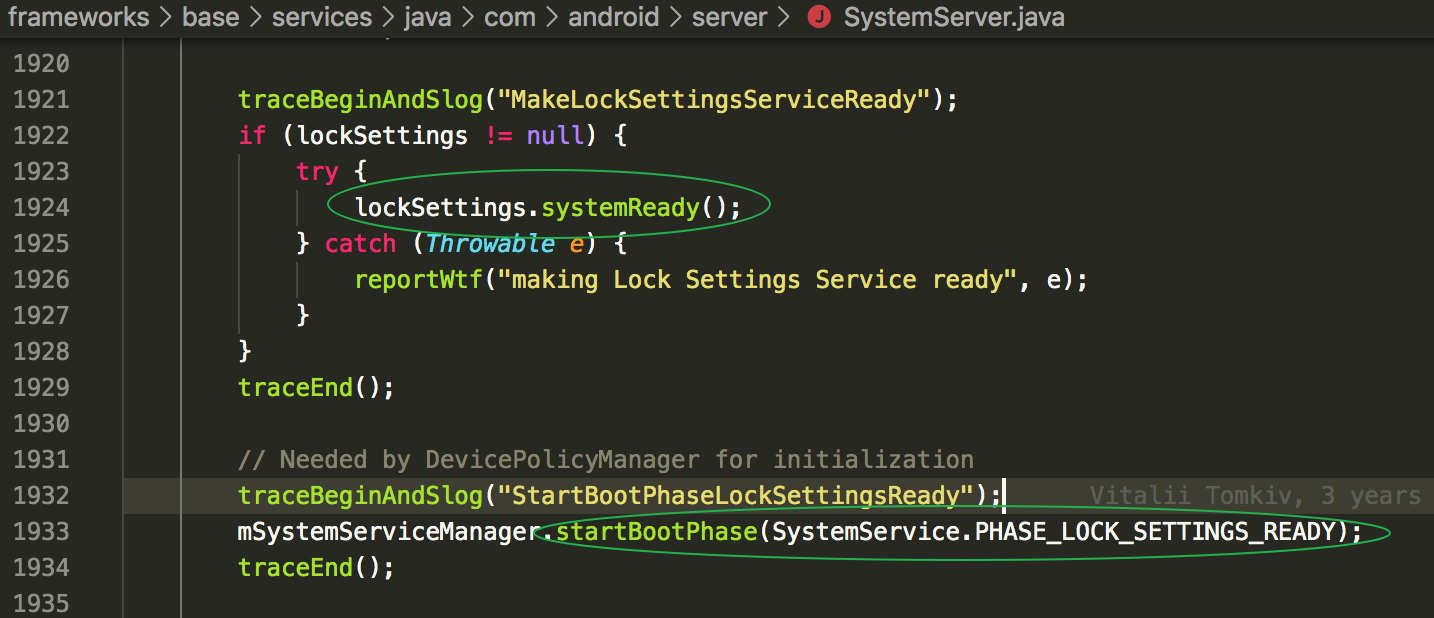 frameworks > base > services > java > com > android > server > J SystemServer.java
1920
1921 traceBeginAndSlog("MakeLockSettingsServiceReady");
1922 if (lockSettings != null) {
1923 try {
1924 lockSettings.systemReady();
1925 } catch (Throwable e) {
1926 reportWtf("making Lock Settings Service ready", e);
1927 }
1928 }
1929 traceEnd();
1930
1931 // Needed by DevicePolicyManager for initialization
1932 traceBeginAndSlog("StartBootPhaseLockSettingsReady"); Vitalii Tomkiv, 3 years
1933 mSystemServiceManager.startBootPhase(SystemService.PHASE_LOCK_SETTINGS_READY);
1934 traceEnd();
1935